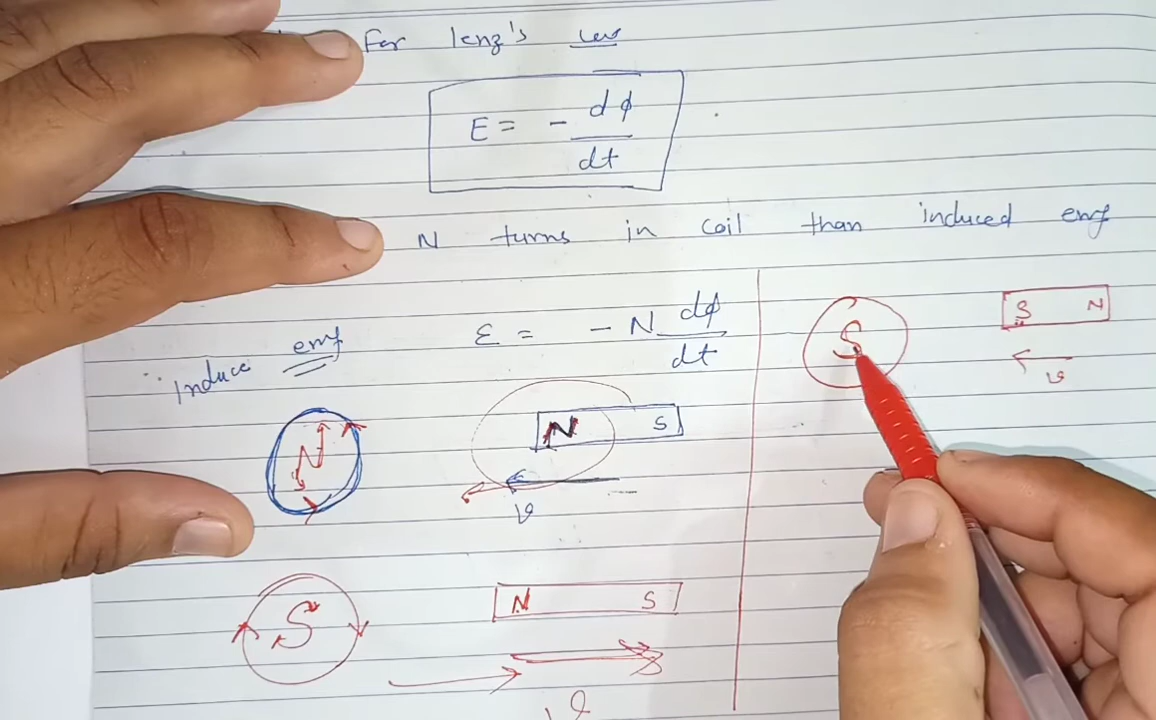 For lenz's law
E = - dφ/dt
N turns in coil than induced emf
induce emf
ε = - N dφ/dt
S
S N
v
N
N S
v
S
N S
v